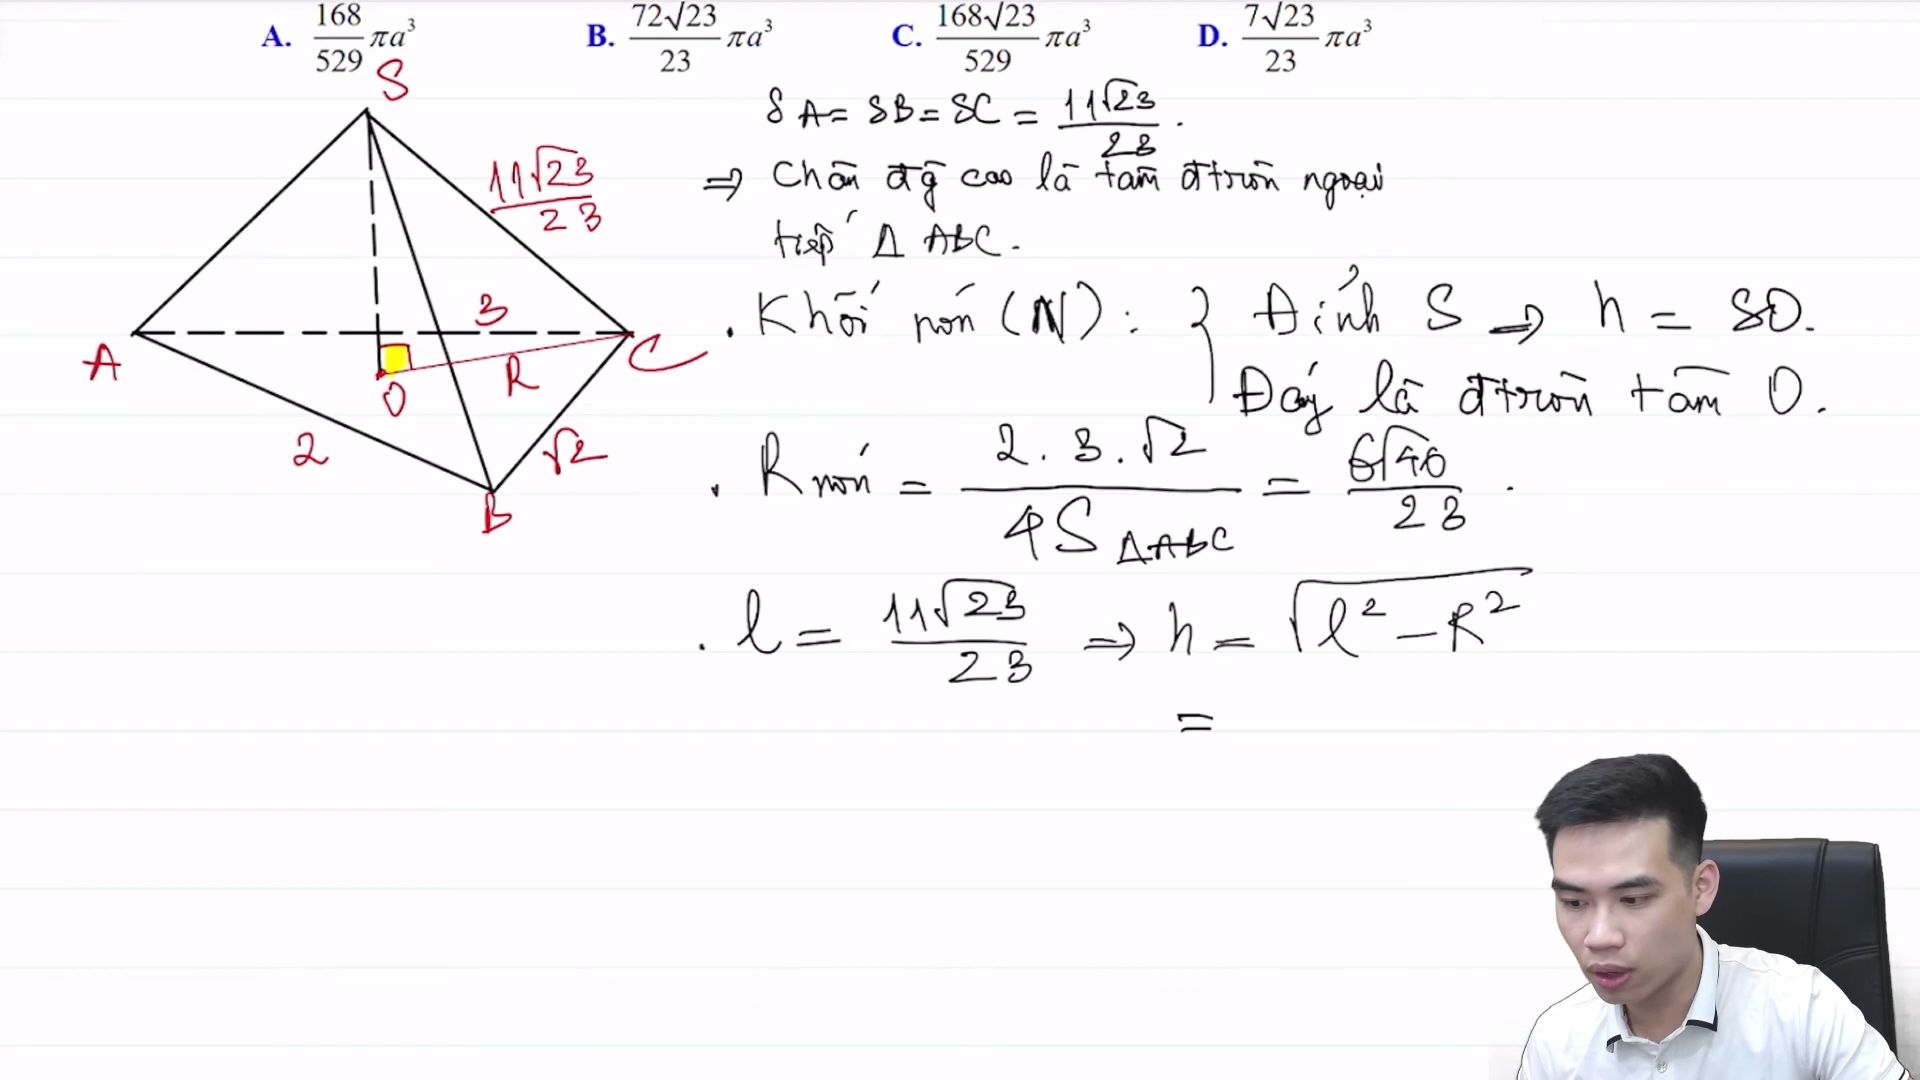 A. 168/529 πa³ B. 72√23/23 πa³ C. 168√23/529 πa³ D. 7√23/23 πa³
S
SA = SB = SC = 11√23/23.
11√23/23
⇒ Chân đg cao là tâm đtròn ngoại
tiếp Δ ABC.
3
. Khối nón (N): { Đỉnh S ⇒ h = SO.
A
C
R
O
Đáy là đtròn tâm O.
2
√2
. R nón = 2.3.√2/4S ΔABC = 6√46/23.
B
. l = 11√23/23 ⇒ h = √l² − R²
=